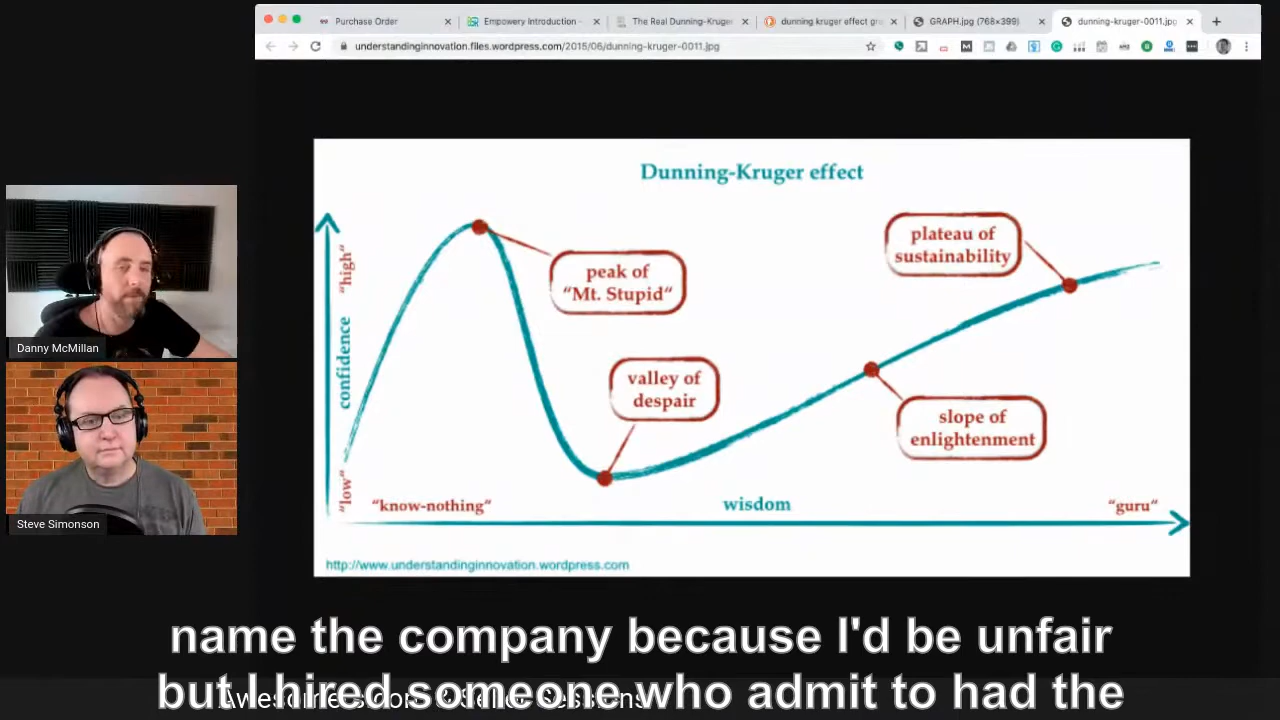 Purchase Order
Empowery Introduction -
The Real Dunning-Kruger
dunning kruger effect gra
GRAPH.jpg (768×399)
dunning-kruger-0011.jpg
understandinginnovation.files.wordpress.com/2015/06/dunning-kruger-0011.jpg
Dunning-Kruger effect
"high"
confidence
"low"
peak of
"Mt. Stupid"
valley of
despair
plateau of
sustainability
slope of
enlightenment
"know-nothing"
wisdom
"guru"
http://www.understandinginnovation.wordpress.com
Danny McMillan
Steve Simonson
name the company because I'd be unfair
but I hired someone who admit to had the